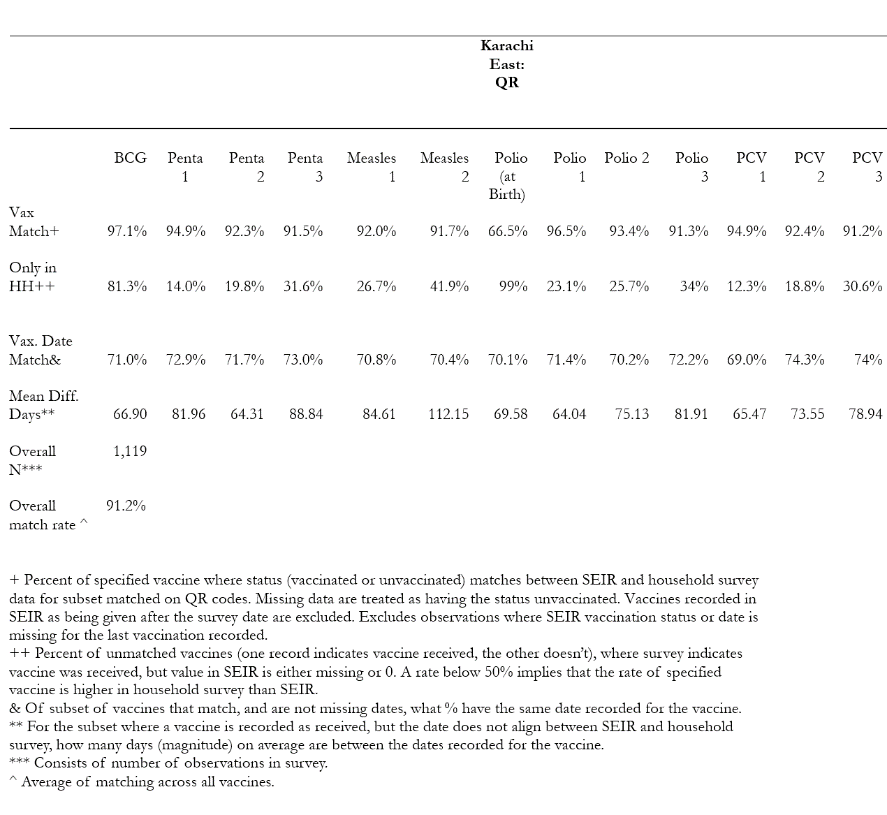 Karachi
East:
QR
BCG Penta 1 Penta 2 Penta 3 Measles 1 Measles 2 Polio (at Birth) Polio 1 Polio 2 Polio 3 PCV 1 PCV 2 PCV 3
Vax
Match+ 97.1% 94.9% 92.3% 91.5% 92.0% 91.7% 66.5% 96.5% 93.4% 91.3% 94.9% 92.4% 91.2%
Only in
HH++ 81.3% 14.0% 19.8% 31.6% 26.7% 41.9% 99% 23.1% 25.7% 34% 12.3% 18.8% 30.6%
Vax. Date
Match& 71.0% 72.9% 71.7% 73.0% 70.8% 70.4% 70.1% 71.4% 70.2% 72.2% 69.0% 74.3% 74%
Mean Diff.
Days** 66.90 81.96 64.31 88.84 84.61 112.15 69.58 64.04 75.13 81.91 65.47 73.55 78.94
Overall 1,119
N***
Overall 91.2%
match rate ^
+ Percent of specified vaccine where status (vaccinated or unvaccinated) matches between SEIR and household survey
data for subset matched on QR codes. Missing data are treated as having the status unvaccinated. Vaccines recorded in
SEIR as being given after the survey date are excluded. Excludes observations where SEIR vaccination status or date is
missing for the last vaccination recorded.
++ Percent of unmatched vaccines (one record indicates vaccine received, the other doesn't), where survey indicates
vaccine was received, but value in SEIR is either missing or 0. A rate below 50% implies that the rate of specified
vaccine is higher in household survey than SEIR.
& Of subset of vaccines that match, and are not missing dates, what % have the same date recorded for the vaccine.
** For the subset where a vaccine is recorded as received, but the date does not align between SEIR and household
survey, how many days (magnitude) on average are between the dates recorded for the vaccine.
*** Consists of number of observations in survey.
^ Average of matching across all vaccines.